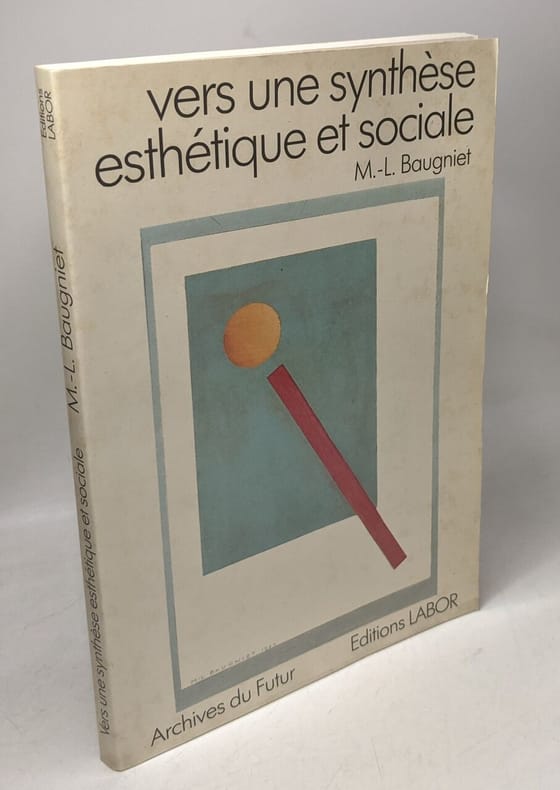 vers une synthèse
esthétique et sociale
M.-L. Baugniet
Archives du Futur
Editions LABOR
Editions
LABOR
M.-L. Baugniet
Vers une synthèse esthétique et sociale